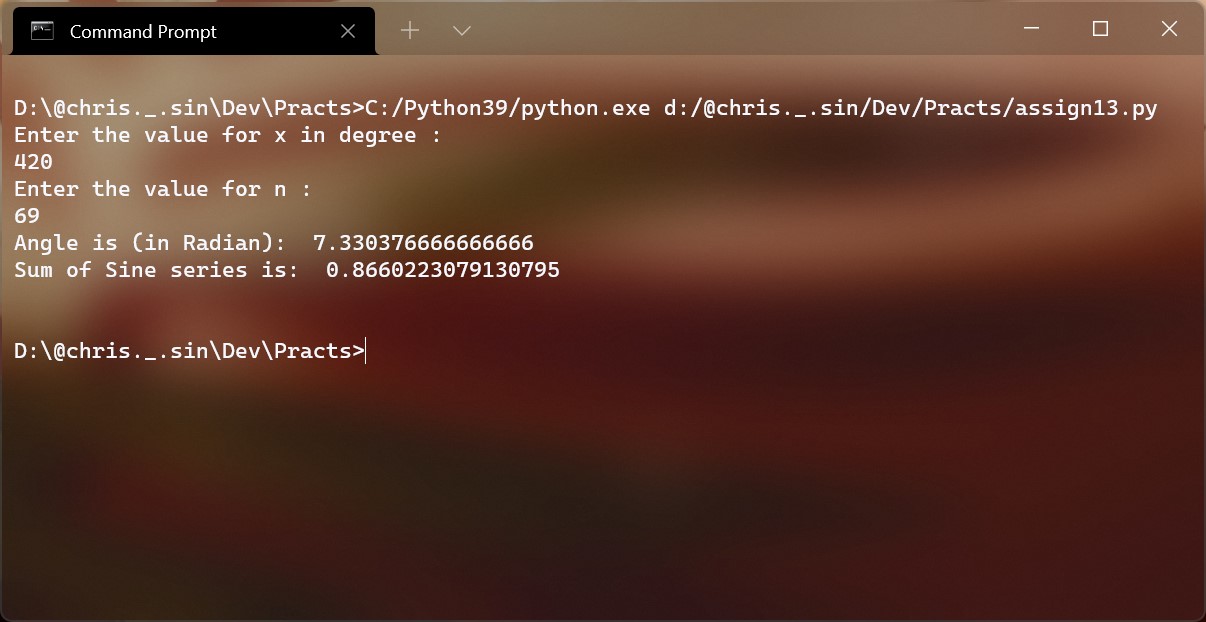 Command Prompt
D:\@chris._.sin\Dev\Practs>C:/Python39/python.exe d:/@chris._.sin/Dev/Practs/assign13.py
Enter the value for x in degree :
420
Enter the value for n :
69
Angle is (in Radian):  7.330376666666666
Sum of Sine series is:  0.8660223079130795
D:\@chris._.sin\Dev\Practs>